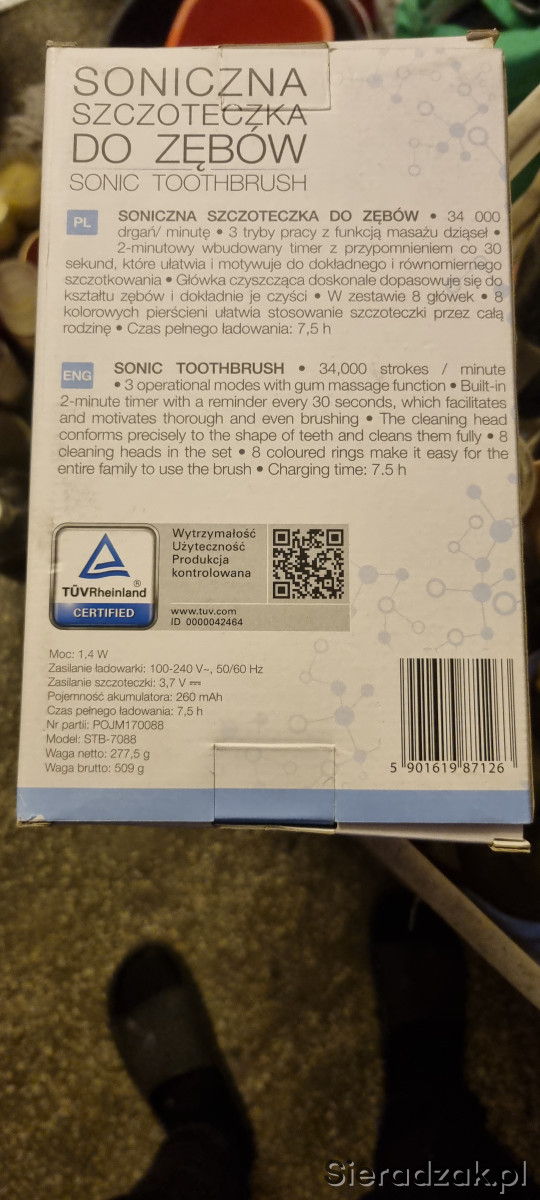 SONICZNA
SZCZOTECZKA
DO ZĘBÓW
SONIC TOOTHBRUSH
PL
SONICZNA SZCZOTECZKA DO ZĘBÓW • 34 000
drgań/ minutę • 3 tryby pracy z funkcją masażu dziąseł •
2-minutowy wbudowany timer z przypomnieniem co 30
sekund, które ułatwia i motywuje do dokładnego i równomiernego
szczotkowania • Główka czyszcząca doskonale dopasowuje się do
kształtu zębów i dokładnie je czyści • W zestawie 8 główek • 8
kolorowych pierścieni ułatwia stosowanie szczoteczki przez całą
rodzinę • Czas pełnego ładowania: 7,5 h
ENG
SONIC TOOTHBRUSH • 34,000 strokes / minute
• 3 operational modes with gum massage function • Built-in
2-minute timer with a reminder every 30 seconds, which facilitates
and motivates thorough and even brushing • The cleaning head
conforms precisely to the shape of teeth and cleans them fully • 8
cleaning heads in the set • 8 coloured rings make it easy for the
entire family to use the brush • Charging time: 7.5 h
TÜVRheinland®
CERTIFIED
Wytrzymałość
Użyteczność
Produkcja
kontrolowana
www.tuv.com
ID 0000042464
Moc: 1,4 W
Zasilanie ładowarki: 100-240 V~, 50/60 Hz
Zasilanie szczoteczki: 3,7 V ⎓
Pojemność akumulatora: 260 mAh
Czas pełnego ładowania: 7,5 h
Nr partii: POJM170088
Model: STB-7088
Waga netto: 277,5 g
Waga brutto: 509 g
5 901619 87126
Sieradzak.pl